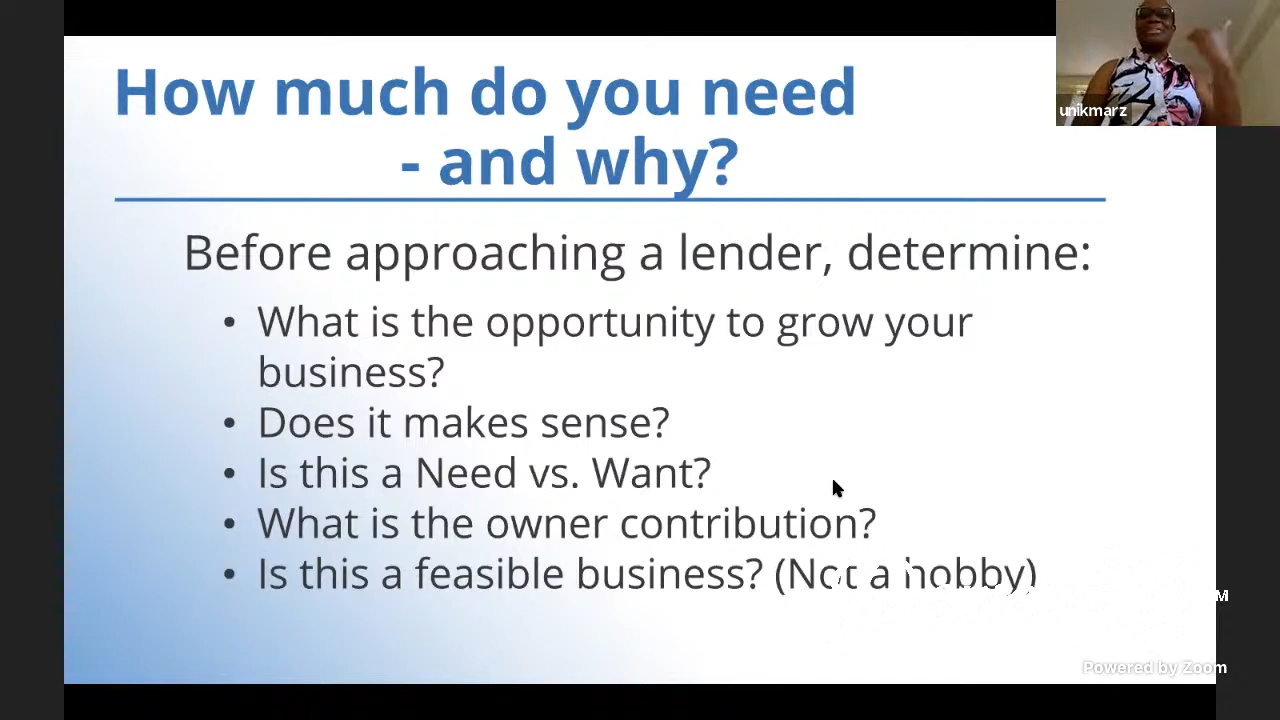 How much do you need
- and why?
unikmarz
Before approaching a lender, determine:
• What is the opportunity to grow your
business?
• Does it makes sense?
• Is this a Need vs. Want?
• What is the owner contribution?
• Is this a feasible business? (Not a hobby)
M
Powered by Zoom